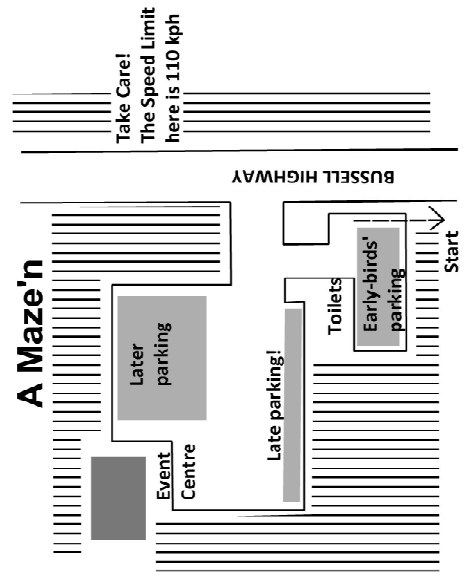 A Maze'n
Take Care!
The Speed Limit
here is 110 kph
BUSSELL HIGHWAY
Later
parking
Event
Centre
Late parking!
Toilets
Early-birds'
parking
Start